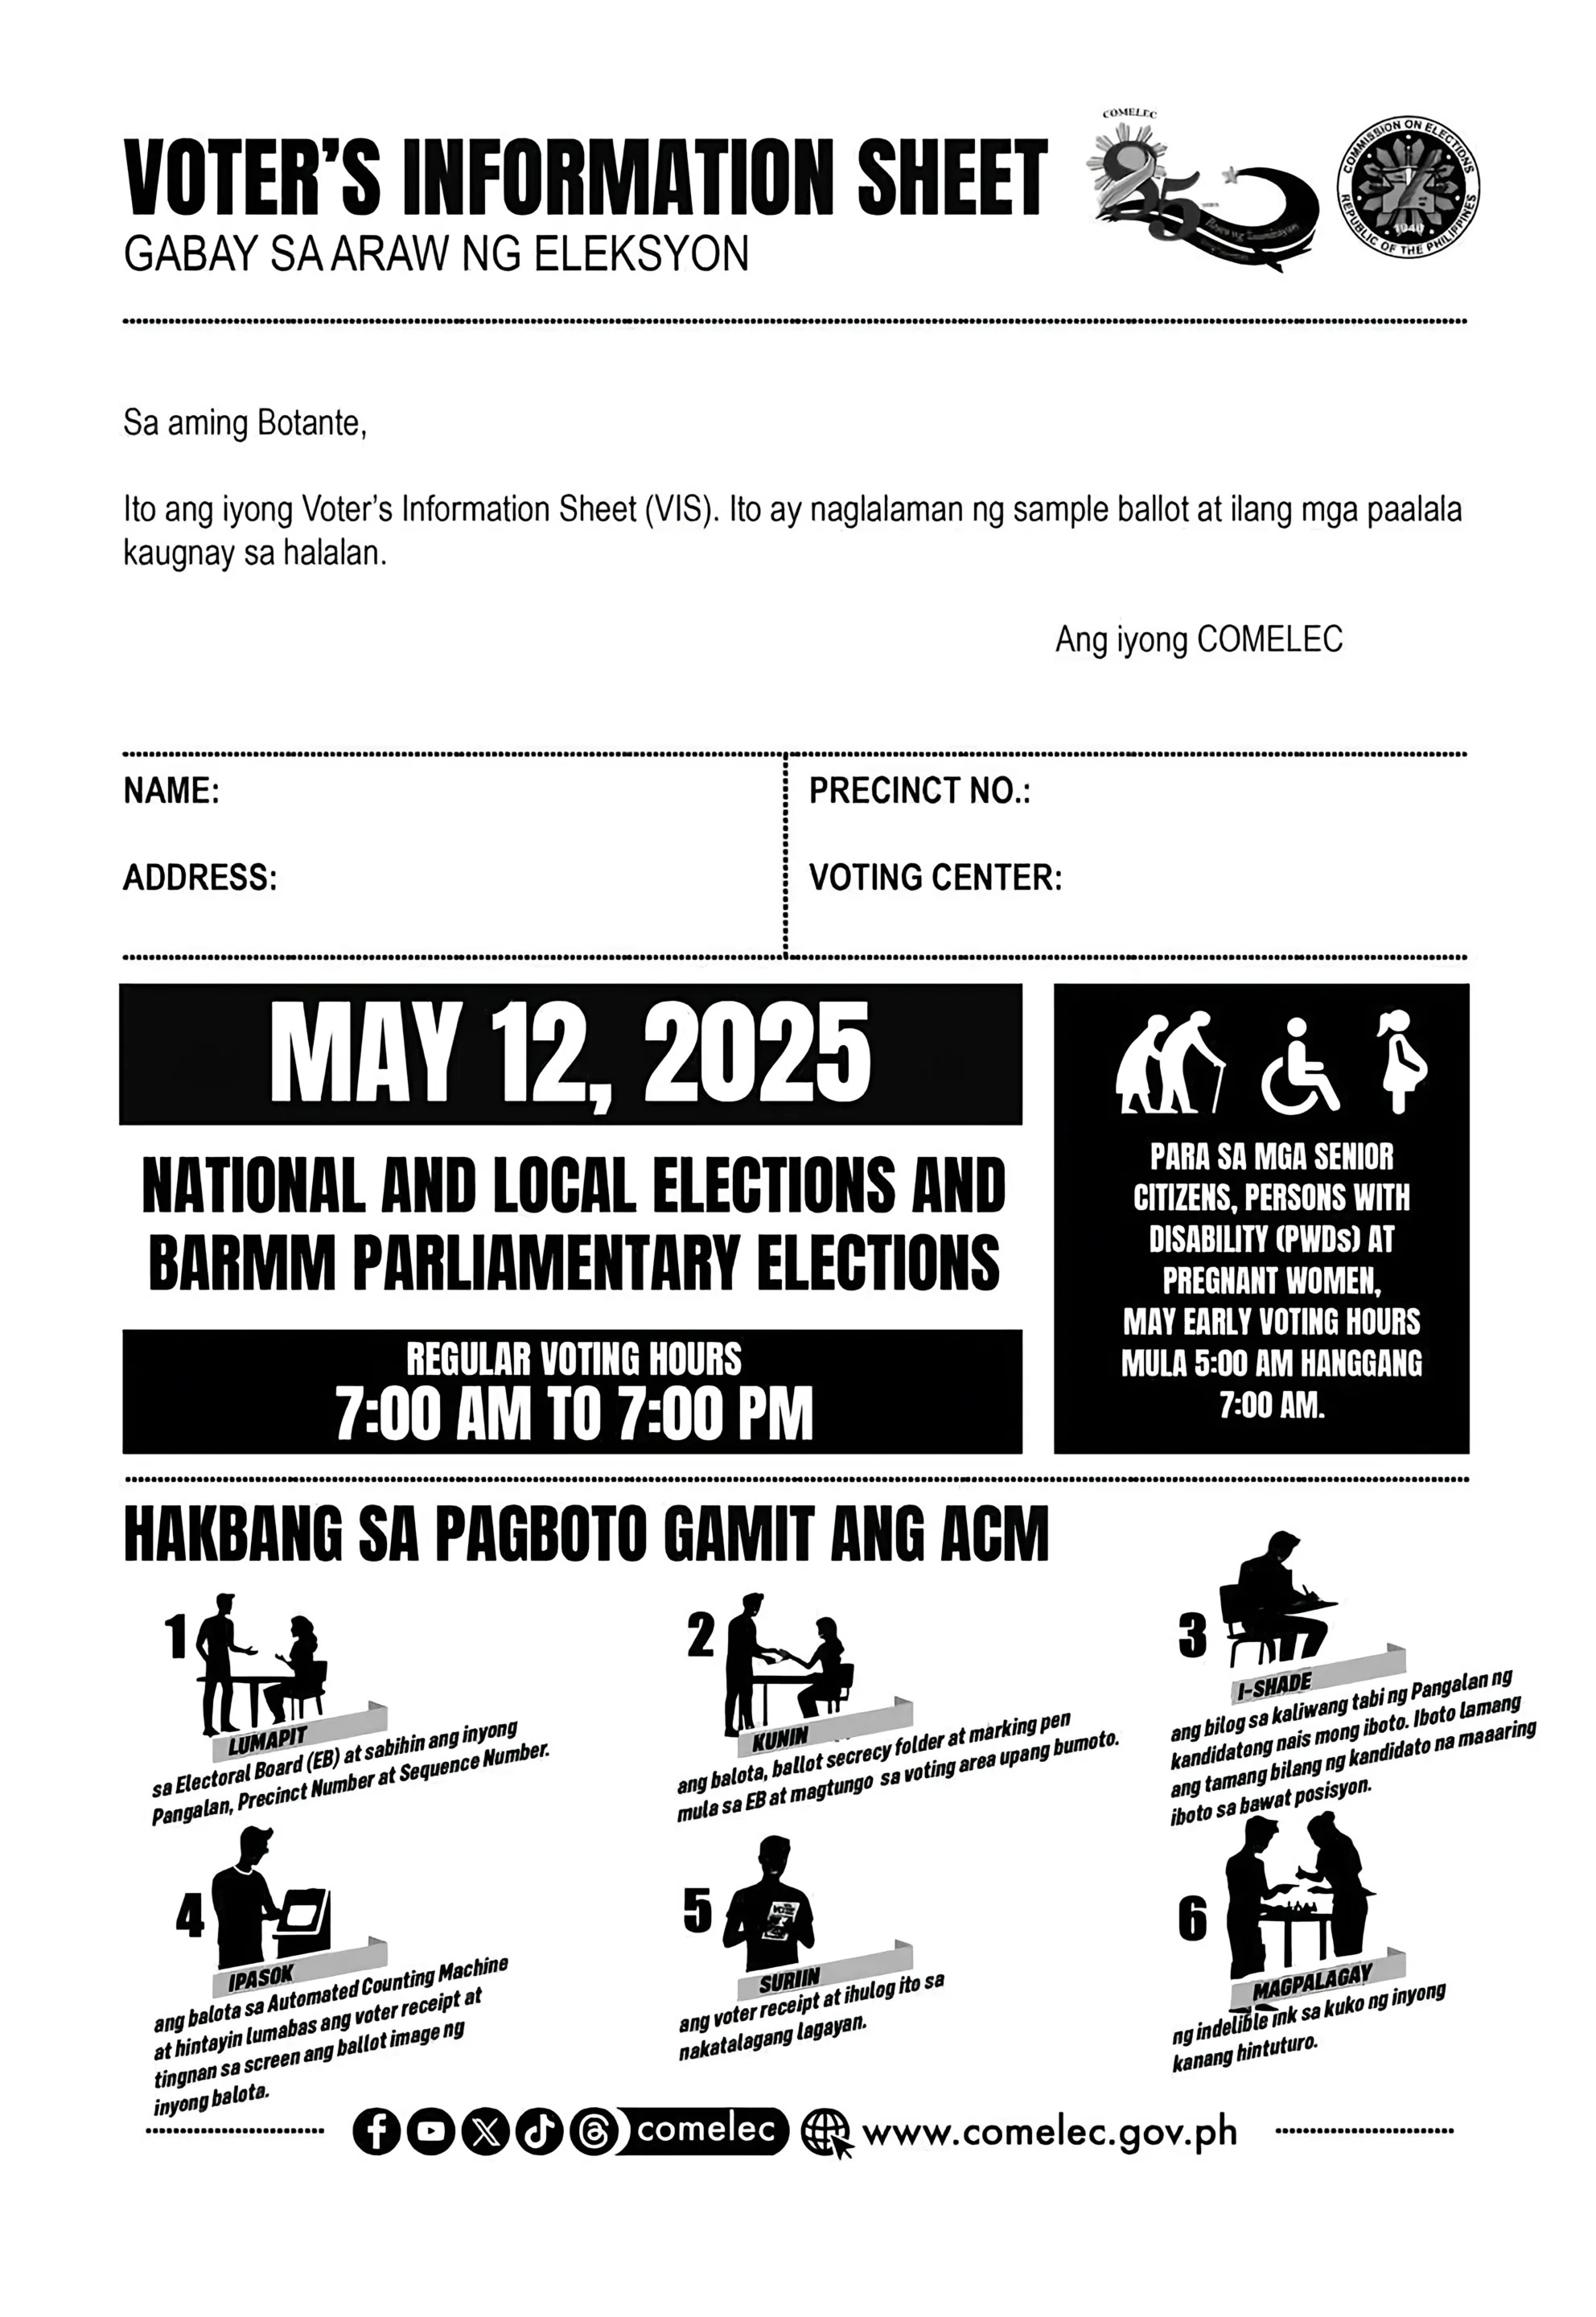 VOTER'S INFORMATION SHEET
GABAY SA ARAW NG ELEKSYON
COMELEC
COMMISSION ON ELECTIONS
REPUBLIC OF THE PHILIPPINES
1940
Sa aming Botante,
Ito ang iyong Voter's Information Sheet (VIS). Ito ay naglalaman ng sample ballot at ilang mga paalala
kaugnay sa halalan.
Ang iyong COMELEC
NAME:
ADDRESS:
PRECINCT NO.:
VOTING CENTER:
MAY 12, 2025
NATIONAL AND LOCAL ELECTIONS AND
BARMM PARLIAMENTARY ELECTIONS
REGULAR VOTING HOURS
7:00 AM TO 7:00 PM
PARA SA MGA SENIOR
CITIZENS, PERSONS WITH
DISABILITY (PWDs) AT
PREGNANT WOMEN,
MAY EARLY VOTING HOURS
MULA 5:00 AM HANGGANG
7:00 AM.
HAKBANG SA PAGBOTO GAMIT ANG ACM
1
LUMAPIT
sa Electoral Board (EB) at sabihin ang inyong
Pangalan, Precinct Number at Sequence Number.
2
KUNIN
ang balota, ballot secrecy folder at marking pen
mula sa EB at magtungo sa voting area upang bumoto.
3
I-SHADE
ang bilog sa kaliwang tabi ng Pangalan ng
kandidatong nais mong iboto. Iboto lamang
ang tamang bilang ng kandidato na maaaring
iboto sa bawat posisyon.
4
IPASOK
ang balota sa Automated Counting Machine
at hintayin lumabas ang voter receipt at
tingnan sa screen ang ballot image ng
inyong balota.
5
SURIIN
ang voter receipt at ihulog ito sa
nakatalagang lagayan.
6
MAGPALAGAY
ng indelible ink sa kuko ng inyong
kanang hintuturo.
comelec
www.comelec.gov.ph